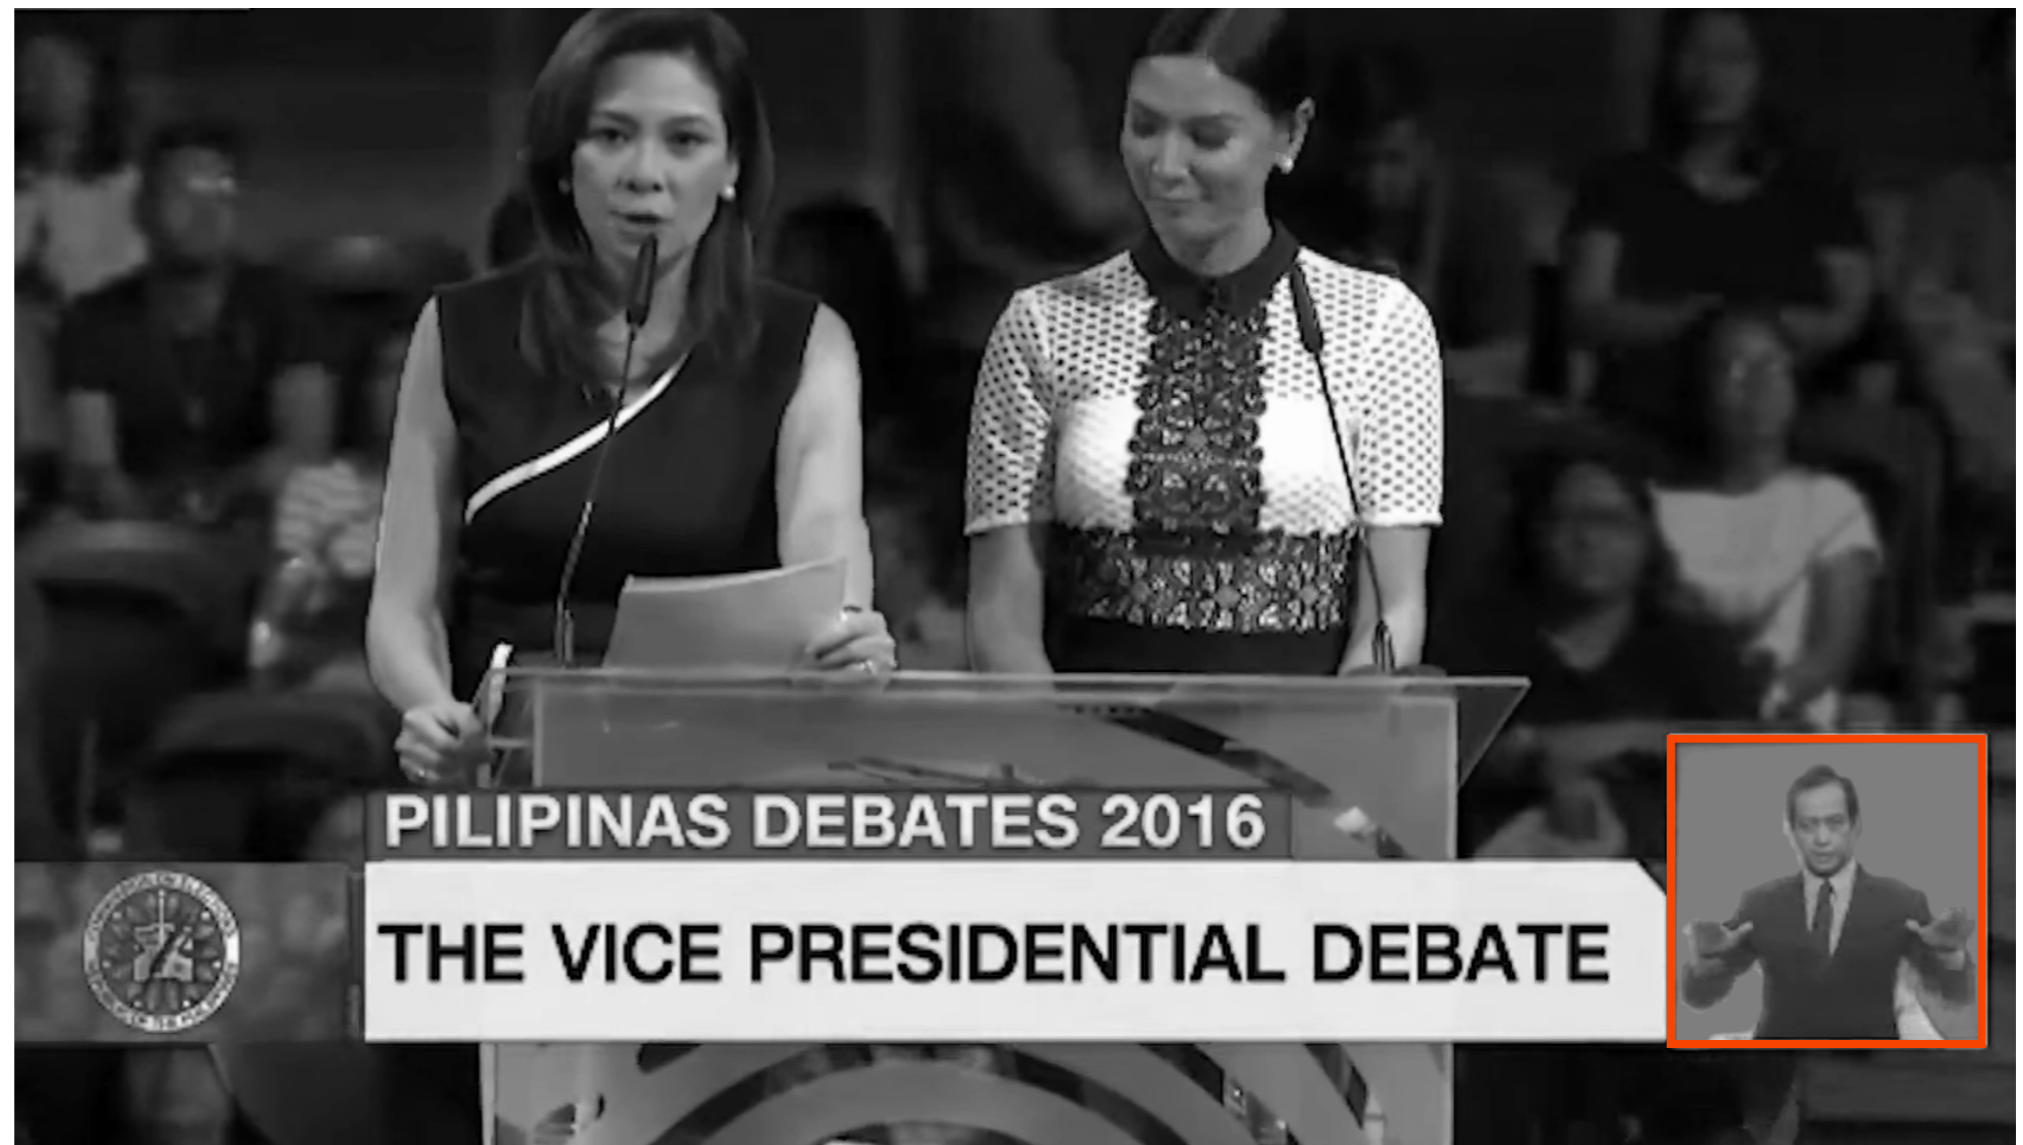 PILIPINAS DEBATES 2016
THE VICE PRESIDENTIAL DEBATE